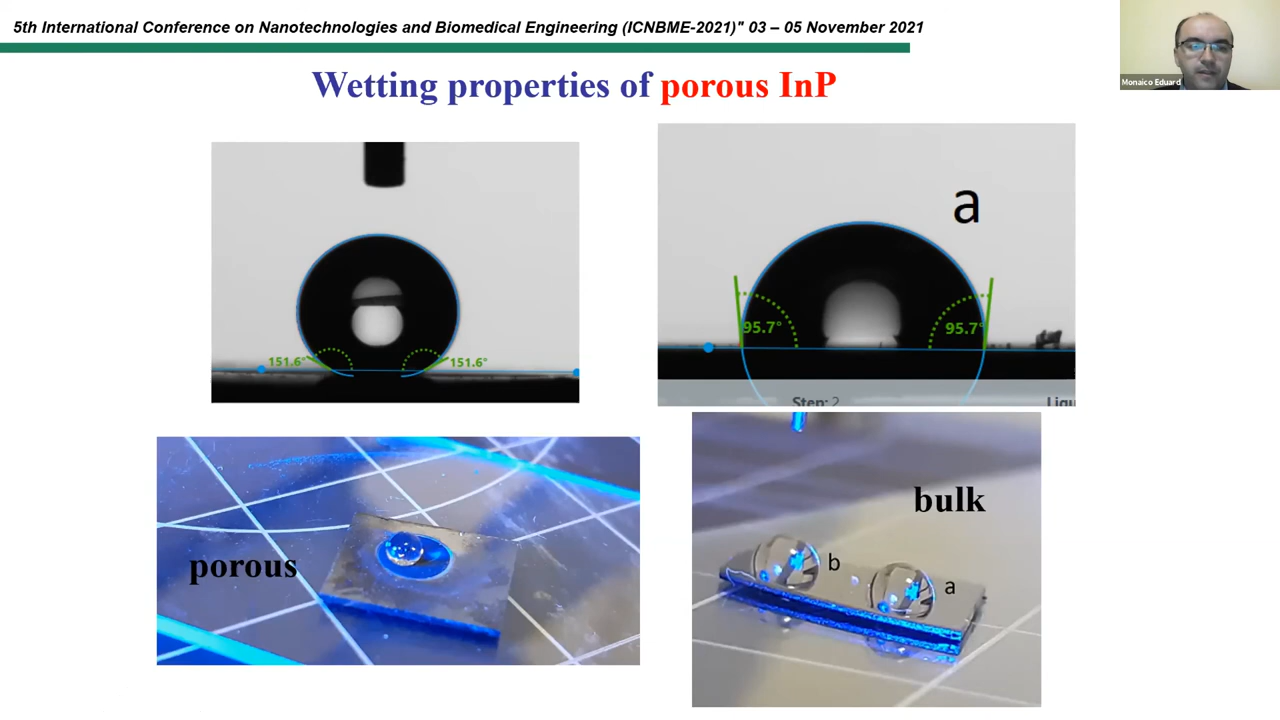 5th International Conference on Nanotechnologies and Biomedical Engineering (ICNBME-2021)" 03 – 05 November 2021
Monaico Eduard
Wetting properties of porous InP
151.6° 151.6°
a
95.7° 95.7°
Step: 2
porous
bulk
b
a